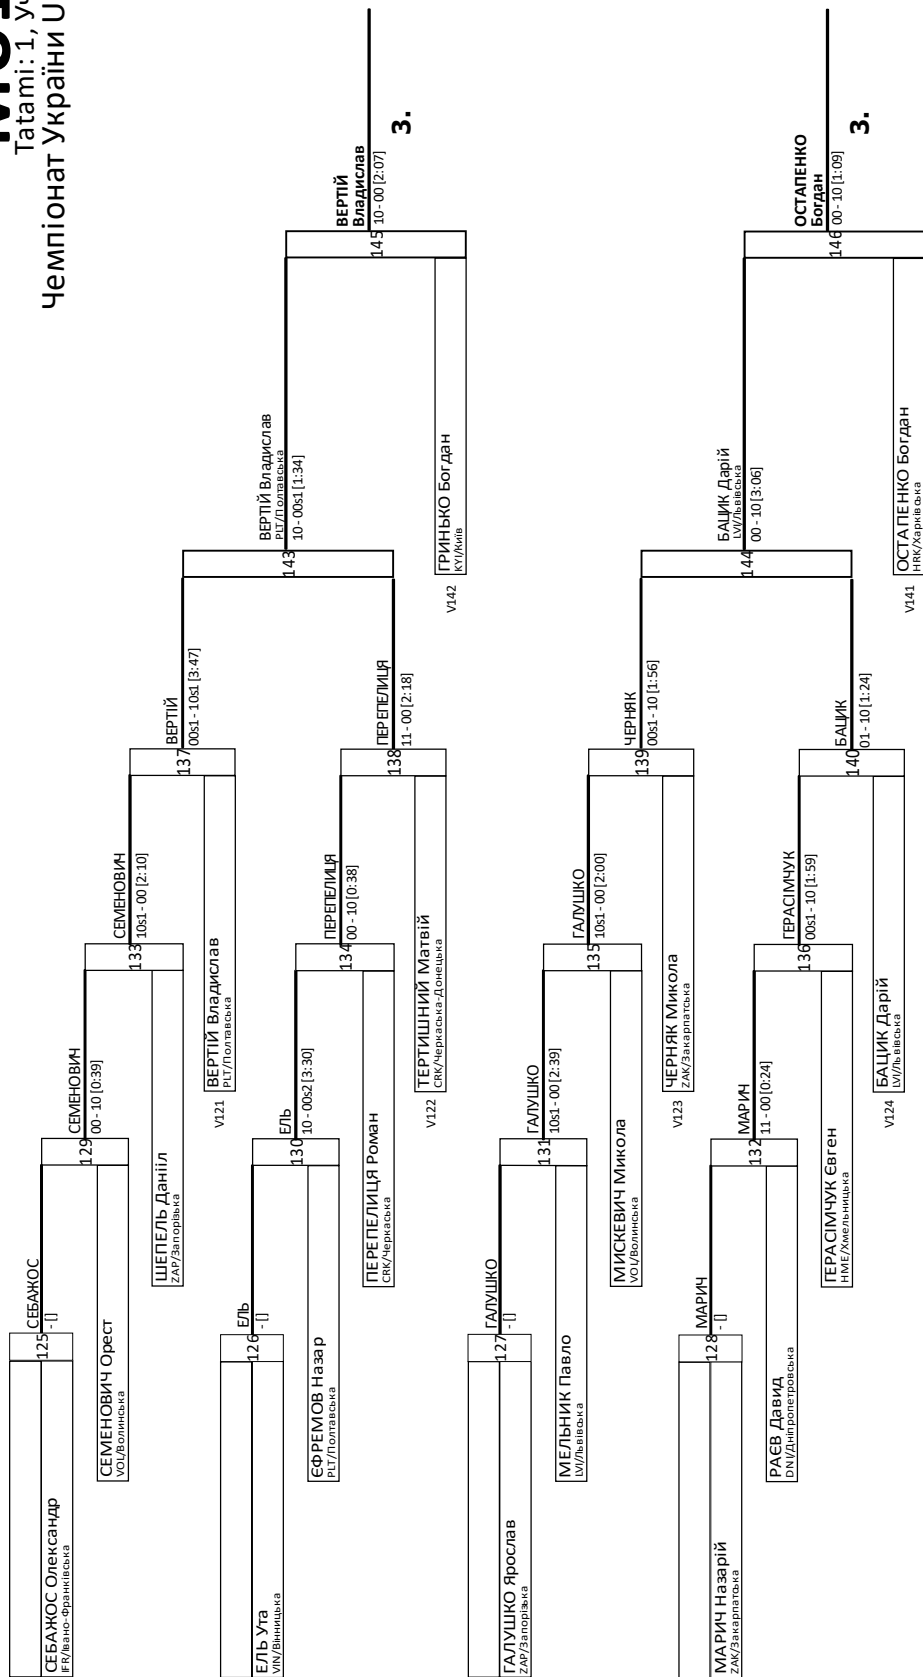 Tatami: 1, Уч
Чемпіонат України U
СЕБАЖОС Олександр
IFR/Івано-Франківська
125
СЕБАЖОС
- []
СЕМЕНОВИЧ Орест
VOL/Волинська
129
СЕМЕНОВИЧ
00 - 10 [0:39]
ШЕПЕЛЬ Данііл
ZAP/Запорізька
133
СЕМЕНОВИЧ
10s1 - 00 [2:10]
V121
ВЕРТІЙ Владислав
PLT/Полтавська
137
ВЕРТІЙ
00s1 - 10s1 [3:47]
ЕЛЬ Ута
VIN/Вінницька
126
ЕЛЬ
- []
ЄФРЕМОВ Назар
PLT/Полтавська
130
ЕЛЬ
10 - 00s2 [3:30]
ПЕРЕПЕЛИЦЯ Роман
CRK/Черкаська
134
ПЕРЕПЕЛИЦЯ
00 - 10 [0:38]
V122
ТЕРТИШНИЙ Матвій
CRK/Черкаська-Донецька
138
ПЕРЕПЕЛИЦЯ
11 - 00 [2:18]
143
ВЕРТІЙ Владислав
PLT/Полтавська
10 - 00s1 [1:34]
V142
ГРИНЬКО Богдан
KYI/Київ
145
ВЕРТІЙ
Владислав
10 - 00 [2:07]
3.
ГАЛУШКО Ярослав
ZAP/Запорізька
127
ГАЛУШКО
- []
МЕЛЬНИК Павло
LVI/Львівська
131
ГАЛУШКО
10s1 - 00 [2:39]
МИСКЕВИЧ Микола
VOL/Волинська
135
ГАЛУШКО
10s1 - 00 [2:00]
V123
ЧЕРНЯК Микола
ZAK/Закарпатська
139
ЧЕРНЯК
00s1 - 10 [1:56]
МАРИЧ Назарій
ZAK/Закарпатська
128
МАРИЧ
- []
РАЄВ Давид
DNI/Дніпропетровська
132
МАРИЧ
11 - 00 [0:24]
ГЕРАСІМЧУК Євген
HME/Хмельницька
136
ГЕРАСІМЧУК
00s1 - 10 [1:59]
V124
БАЦИК Дарій
LVI/Львівська
140
БАЦИК
01 - 10 [1:24]
144
БАЦИК Дарій
LVI/Львівська
00 - 10 [3:06]
V141
ОСТАПЕНКО Богдан
HRK/Харківська
146
ОСТАПЕНКО
Богдан
00 - 10 [1:09]
3.